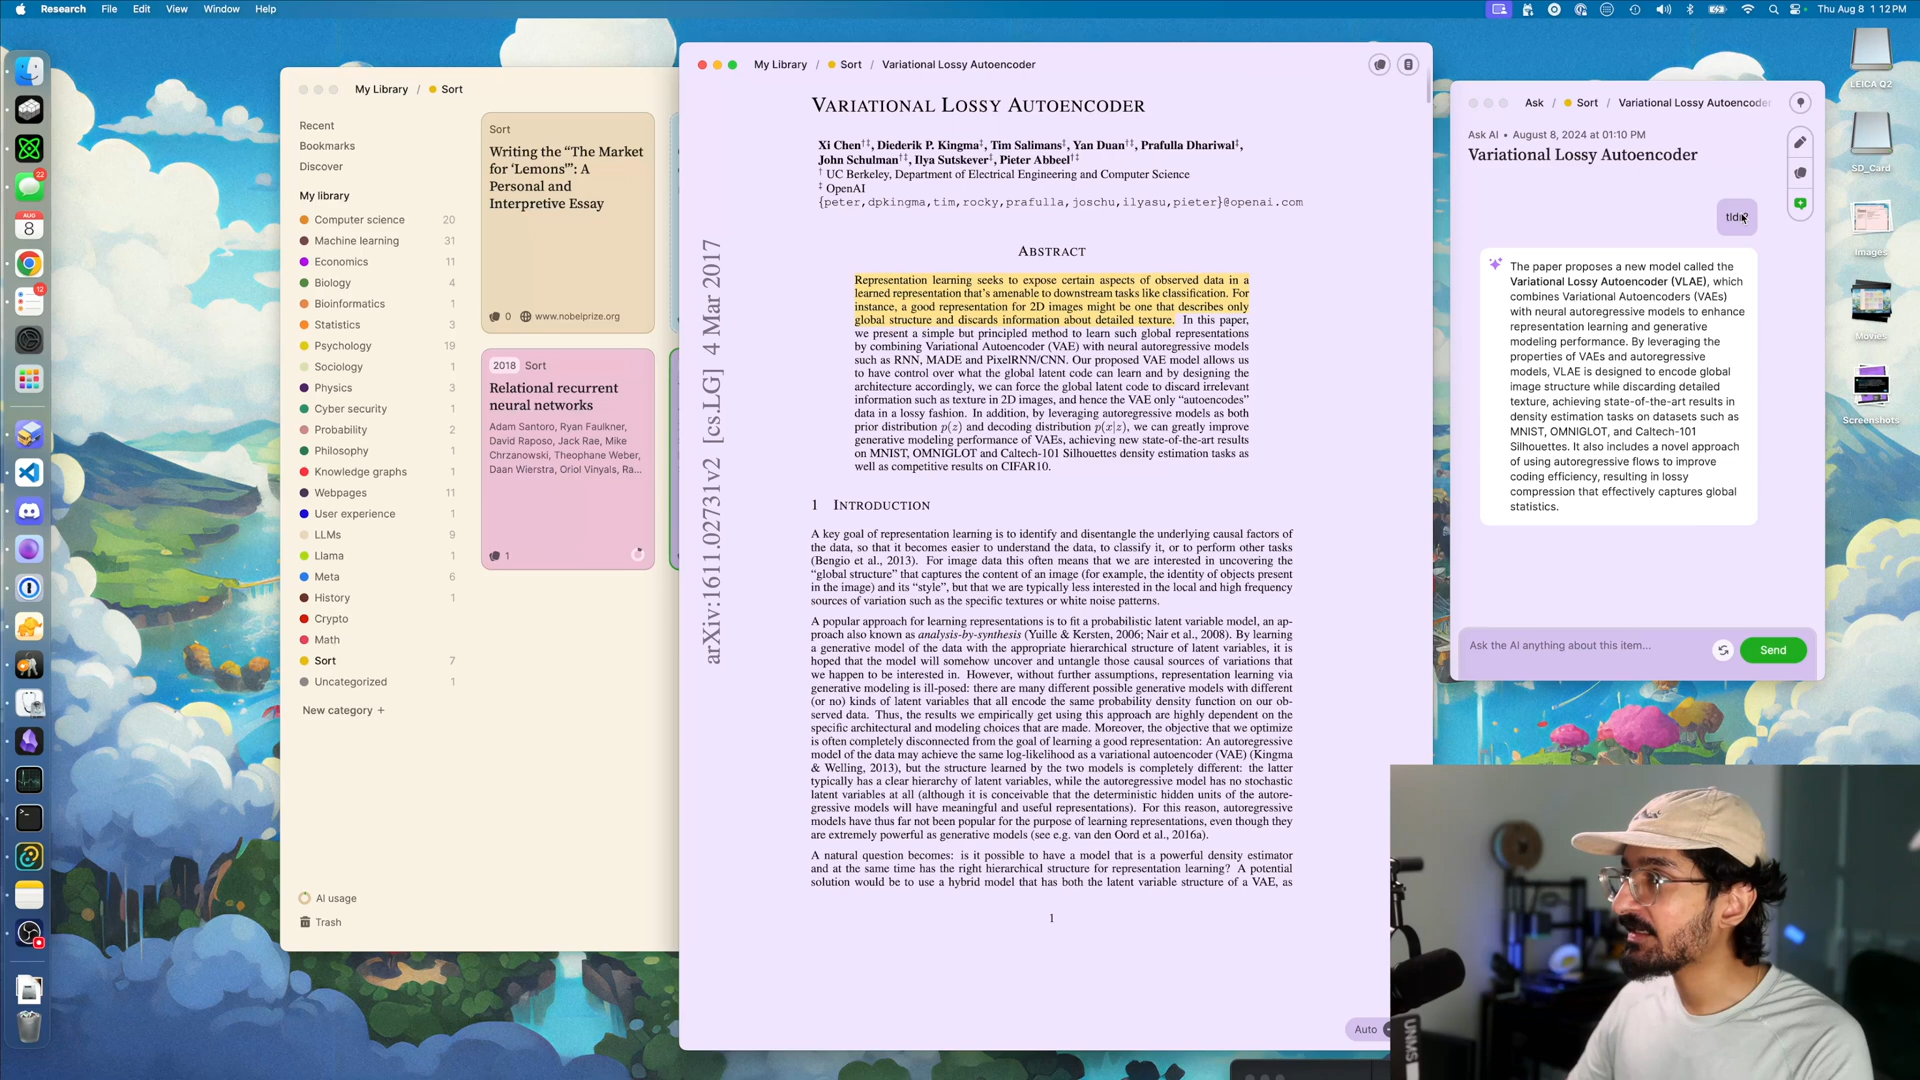 Research File Edit View Window Help
Thu Aug 8 1:12 PM
AUG
8
22
12
My Library / Sort
Recent
Bookmarks
Discover
My library
Computer science 20
Machine learning 31
Economics 11
Biology 4
Bioinformatics 1
Statistics 3
Psychology 19
Sociology 1
Physics 3
Cyber security 1
Probability 2
Philosophy 1
Knowledge graphs 1
Webpages 11
User experience 1
LLMs 9
Llama 1
Meta 6
History 1
Crypto
Math
Sort 7
Uncategorized 1
New category +
AI usage
Trash
Sort
Writing the “The Market
for ‘Lemons’”: A
Personal and
Interpretive Essay
0 www.nobelprize.org
2018 Sort
Relational recurrent
neural networks
Adam Santoro, Ryan Faulkner,
David Raposo, Jack Rae, Mike
Chrzanowski, Theophane Weber,
Daan Wierstra, Oriol Vinyals, Ra...
1
My Library / Sort / Variational Lossy Autoencoder
VARIATIONAL LOSSY AUTOENCODER
Xi Chen†‡, Diederik P. Kingma‡, Tim Salimans‡, Yan Duan†‡, Prafulla Dhariwal‡,
John Schulman†‡, Ilya Sutskever‡, Pieter Abbeel†‡
† UC Berkeley, Department of Electrical Engineering and Computer Science
‡ OpenAI
{peter,dpkingma,tim,rocky,prafulla,joschu,ilyasu,pieter}@openai.com
arXiv:1611.02731v2 [cs.LG] 4 Mar 2017
ABSTRACT
Representation learning seeks to expose certain aspects of observed data in a
learned representation that’s amenable to downstream tasks like classification. For
instance, a good representation for 2D images might be one that describes only
global structure and discards information about detailed texture. In this paper,
we present a simple but principled method to learn such global representations
by combining Variational Autoencoder (VAE) with neural autoregressive models
such as RNN, MADE and PixelRNN/CNN. Our proposed VAE model allows us
to have control over what the global latent code can learn and by designing the
architecture accordingly, we can force the global latent code to discard irrelevant
information such as texture in 2D images, and hence the VAE only “autoencodes”
data in a lossy fashion. In addition, by leveraging autoregressive models as both
prior distribution p(z) and decoding distribution p(x|z), we can greatly improve
generative modeling performance of VAEs, achieving new state-of-the-art results
on MNIST, OMNIGLOT and Caltech-101 Silhouettes density estimation tasks as
well as competitive results on CIFAR10.
1 INTRODUCTION
A key goal of representation learning is to identify and disentangle the underlying causal factors of
the data, so that it becomes easier to understand the data, to classify it, or to perform other tasks
(Bengio et al., 2013). For image data this often means that we are interested in uncovering the
“global structure” that captures the content of an image (for example, the identity of objects present
in the image) and its “style”, but that we are typically less interested in the local and high frequency
sources of variation such as the specific textures or white noise patterns.
A popular approach for learning representations is to fit a probabilistic latent variable model, an ap-
proach also known as analysis-by-synthesis (Yuille & Kersten, 2006; Nair et al., 2008). By learning
a generative model of the data with the appropriate hierarchical structure of latent variables, it is
hoped that the model will somehow uncover and untangle those causal sources of variations that
we happen to be interested in. However, without further assumptions, representation learning via
generative modeling is ill-posed: there are many different possible generative models with different
(or no) kinds of latent variables that all encode the same probability density function on our ob-
served data. Thus, the results we empirically get using this approach are highly dependent on the
specific architectural and modeling choices that are made. Moreover, the objective that we optimize
is often completely disconnected from the goal of learning a good representation: An autoregressive
model of the data may achieve the same log-likelihood as a variational autoencoder (VAE) (Kingma
& Welling, 2013), but the structure learned by the two models is completely different: the latter
typically has a clear hierarchy of latent variables, while the autoregressive model has no stochastic
latent variables at all (although it is conceivable that the deterministic hidden units of the autore-
gressive models will have meaningful and useful representations). For this reason, autoregressive
models have thus far not been popular for the purpose of learning representations, even though they
are extremely powerful as generative models (see e.g. van den Oord et al., 2016a).
A natural question becomes: is it possible to have a model that is a powerful density estimator
and at the same time has the right hierarchical structure for representation learning? A potential
solution would be to use a hybrid model that has both the latent variable structure of a VAE, as
1
Auto
Ask / Sort / Variational Lossy Autoencoder
Ask AI • August 8, 2024 at 01:10 PM
Variational Lossy Autoencoder
The paper proposes a new model called the
Variational Lossy Autoencoder (VLAE), which
combines Variational Autoencoders (VAEs)
with neural autoregressive models to enhance
representation learning and generative
modeling performance. By leveraging the
properties of VAEs and autoregressive
models, VLAE is designed to encode global
image structure while discarding detailed
texture, achieving state-of-the-art results in
density estimation tasks on datasets such as
MNIST, OMNIGLOT, and Caltech-101
Silhouettes. It also includes a novel approach
of using autoregressive flows to improve
coding efficiency, resulting in lossy
compression that effectively captures global
statistics.
Ask the AI anything about this item...
Send
LEICA Q2
SD_Card
Images
Movies
Screenshots